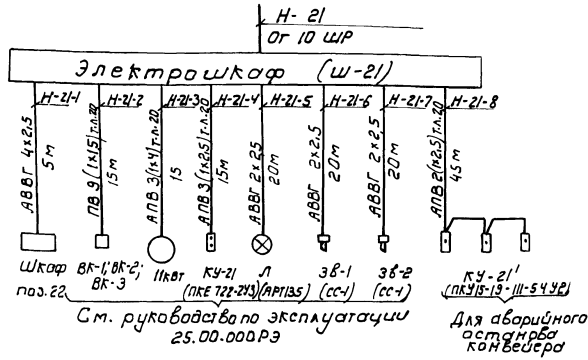 Н-21
От 10 ШР
Электрошкаф (Ш-21)
Н-21-1
Н-21-2
Н-21-3
Н-21-4
Н-21-5
Н-21-6
Н-21-7
Н-21-8
АВВГ 4х2,5
5м
ПВ 9(1х1,5)т.п.20
15м
АПВ 3(1х4)т.п.20
15
АПВ 3(1х2,5)т.п.20
15м
АВВГ 2х2,5
20м
АВВГ 2х2,5
20м
АВВГ 2х2,5
20м
АПВ 2(1х2,5)т.п.20
45м
Шкаф
поз.22
ВК-1; ВК-2;
ВК-3
11кВт
КУ-21
(ПКЕ 722-2У3)
Л
(АРТ135)
Зв-1
(СС-1)
Зв-2
(СС-1)
КУ-21'
(ПКУ15-19-111-54У2)
См. руководство по эксплуатации
25.00.000РЭ
Для аварийного
останова
конвейера